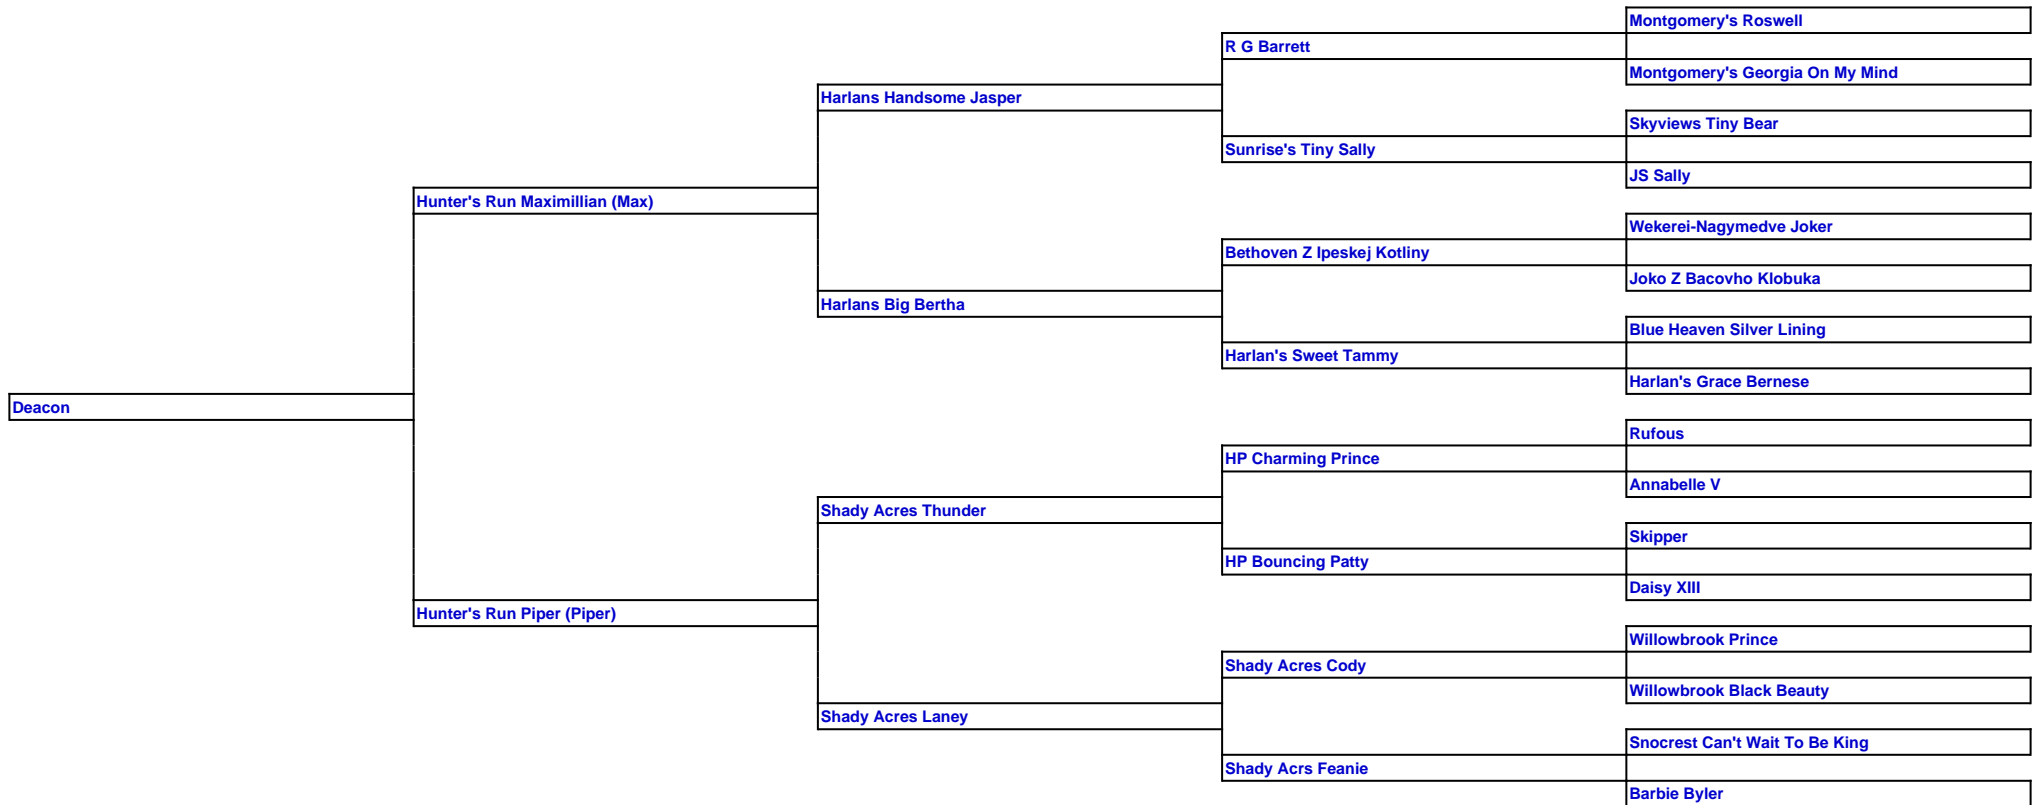 Montgomery's Roswell
R G Barrett
Montgomery's Georgia On My Mind
Harlans Handsome Jasper
Skyviews Tiny Bear
Sunrise's Tiny Sally
JS Sally
Hunter's Run Maximillian (Max)
Wekerei-Nagymedve Joker
Bethoven Z Ipeskej Kotliny
Joko Z Bacovho Klobuka
Harlans Big Bertha
Blue Heaven Silver Lining
Harlan's Sweet Tammy
Harlan's Grace Bernese
Deacon
Rufous
HP Charming Prince
Annabelle V
Shady Acres Thunder
Skipper
HP Bouncing Patty
Daisy XIII
Hunter's Run Piper (Piper)
Willowbrook Prince
Shady Acres Cody
Willowbrook Black Beauty
Shady Acres Laney
Snocrest Can't Wait To Be King
Shady Acrs Feanie
Barbie Byler